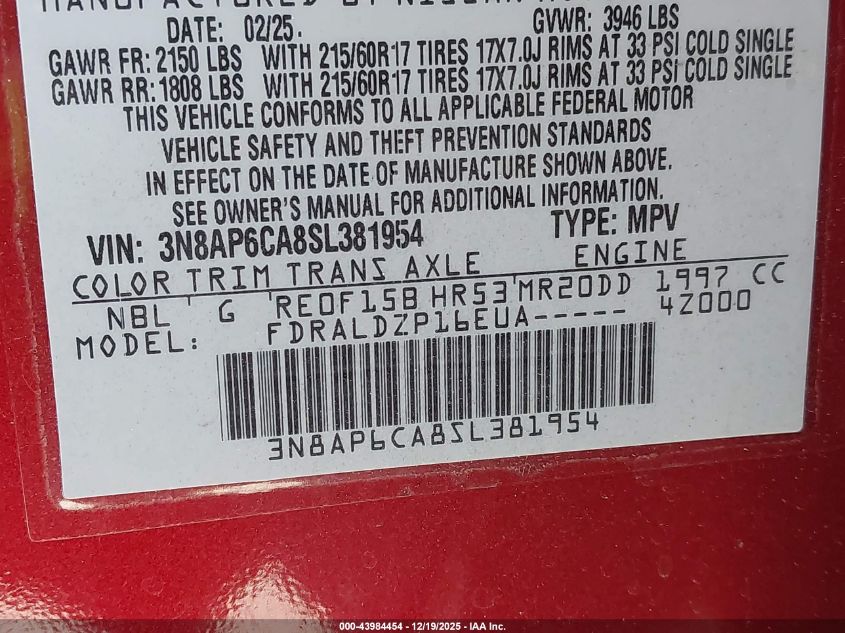 MANUFACTURED BY NISSAN
DATE: 02/25. GVWR: 3946 LBS
GAWR FR: 2150 LBS WITH 215/60R17 TIRES 17X7.0J RIMS AT 33 PSI COLD SINGLE
GAWR RR: 1808 LBS WITH 215/60R17 TIRES 17X7.0J RIMS AT 33 PSI COLD SINGLE
THIS VEHICLE CONFORMS TO ALL APPLICABLE FEDERAL MOTOR
VEHICLE SAFETY AND THEFT PREVENTION STANDARDS
IN EFFECT ON THE DATE OF MANUFACTURE SHOWN ABOVE.
SEE OWNER'S MANUAL FOR ADDITIONAL INFORMATION.
VIN: 3N8AP6CA8SL381954 TYPE: MPV
COLOR TRIM TRANS AXLE ENGINE
NBL G RE0F15B HR53 MR20DD 1997 CC
MODEL: FDRALDZP16EUA----- 4Z000
3N8AP6CA8SL381954
000-43984454 - 12/19/2025 - IAA Inc.